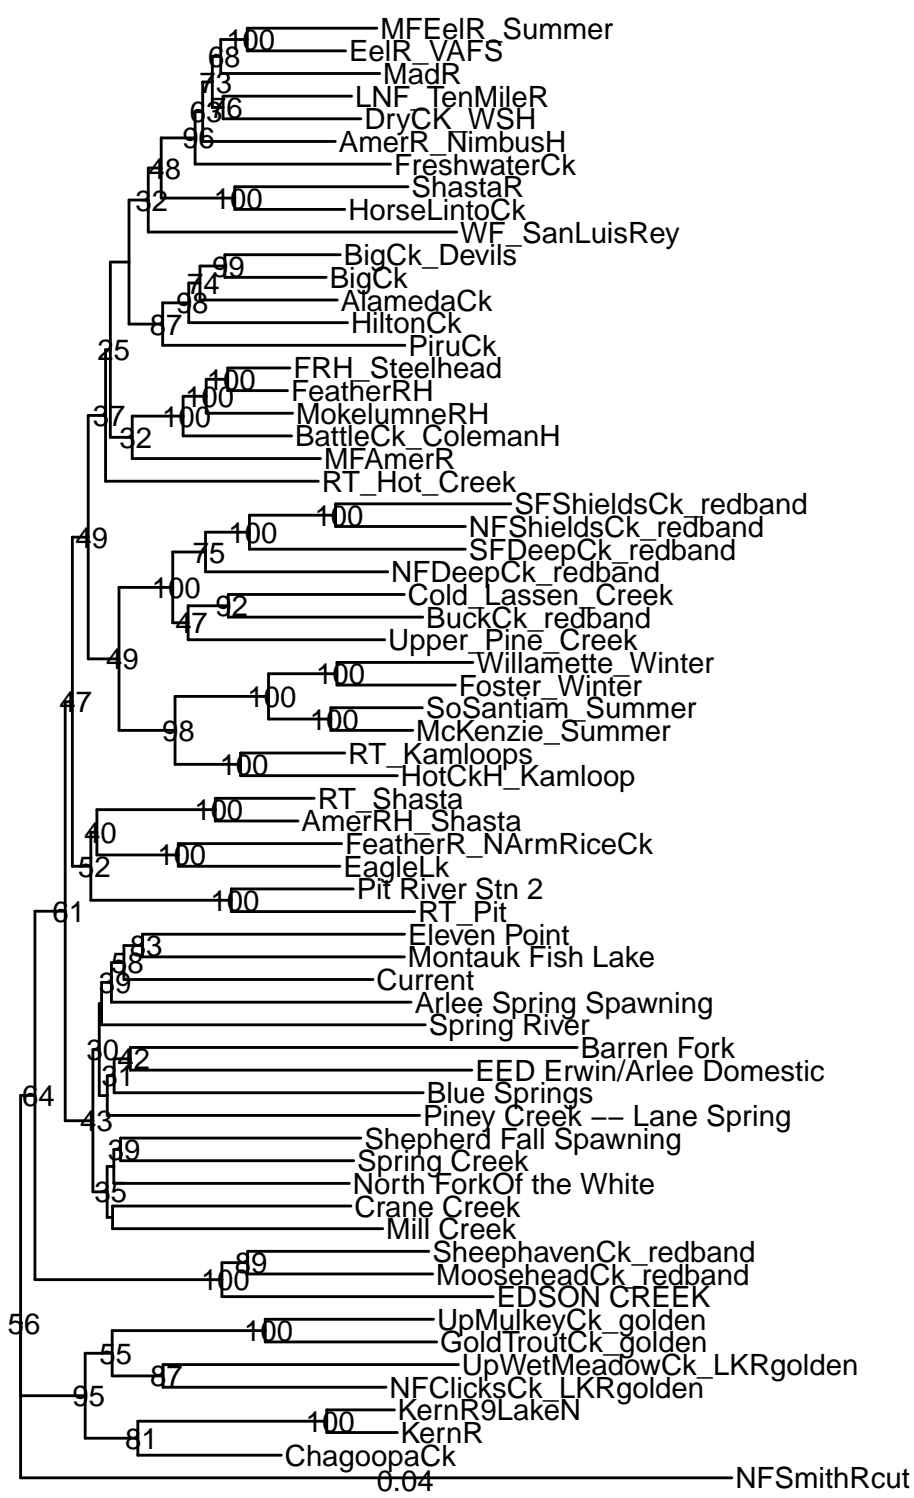 MFEelR_Summer
100
EelR_VAFS
68
MadR
73
LNF_TenMileR
76
63
DryCK_WSH
96
AmerR_NimbusH
48
FreshwaterCk
ShastaR
32
100
HorseLintoCk
WF_SanLuisRey
BigCk_Devils
99
BigCk
74
98
AlamedaCk
87
HiltonCk
25
PiruCk
FRH_Steelhead
100
FeatherRH
100
37
100
MokelumneRH
32
BattleCk_ColemanH
MFAmerR
RT_Hot_Creek
SFShieldsCk_redband
100
NFShieldsCk_redband
49
100
SFDeepCk_redband
75
NFDeepCk_redband
100
Cold_Lassen_Creek
92
BuckCk_redband
47
Upper_Pine_Creek
49
Willamette_Winter
100
Foster_Winter
47
100
SoSantiam_Summer
100
McKenzie_Summer
98
RT_Kamloops
100
HotCkH_Kamloop
RT_Shasta
100
AmerRH_Shasta
40
FeatherR_NArmRiceCk
100
52
EagleLk
Pit River Stn 2
100
61
RT_Pit
Eleven Point
83
58
Montauk Fish Lake
39
Current
Arlee Spring Spawning
Spring River
30
Barren Fork
42
31
EED Erwin/Arlee Domestic
64
Blue Springs
43
Piney Creek −− Lane Spring
Shepherd Fall Spawning
39
Spring Creek
35
North ForkOf the White
Crane Creek
Mill Creek
SheephavenCk_redband
89
100
MooseheadCk_redband
EDSON CREEK
56
UpMulkeyCk_golden
100
GoldTroutCk_golden
55
UpWetMeadowCk_LKRgolden
87
95
NFClicksCk_LKRgolden
KernR9LakeN
100
KernR
81
ChagoopaCk
0.04
NFSmithRcut